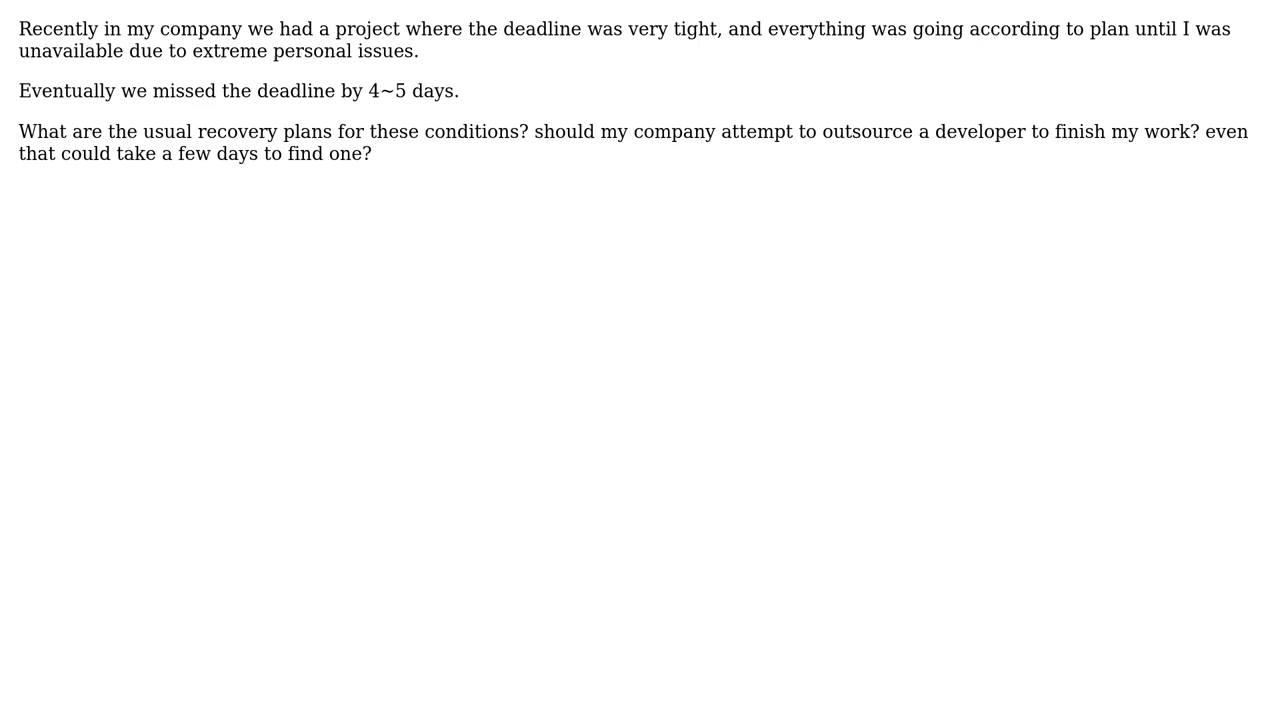 Recently in my company we had a project where the deadline was very tight, and everything was going according to plan until I was
unavailable due to extreme personal issues.
Eventually we missed the deadline by 4~5 days.
What are the usual recovery plans for these conditions? should my company attempt to outsource a developer to finish my work? even
that could take a few days to find one?